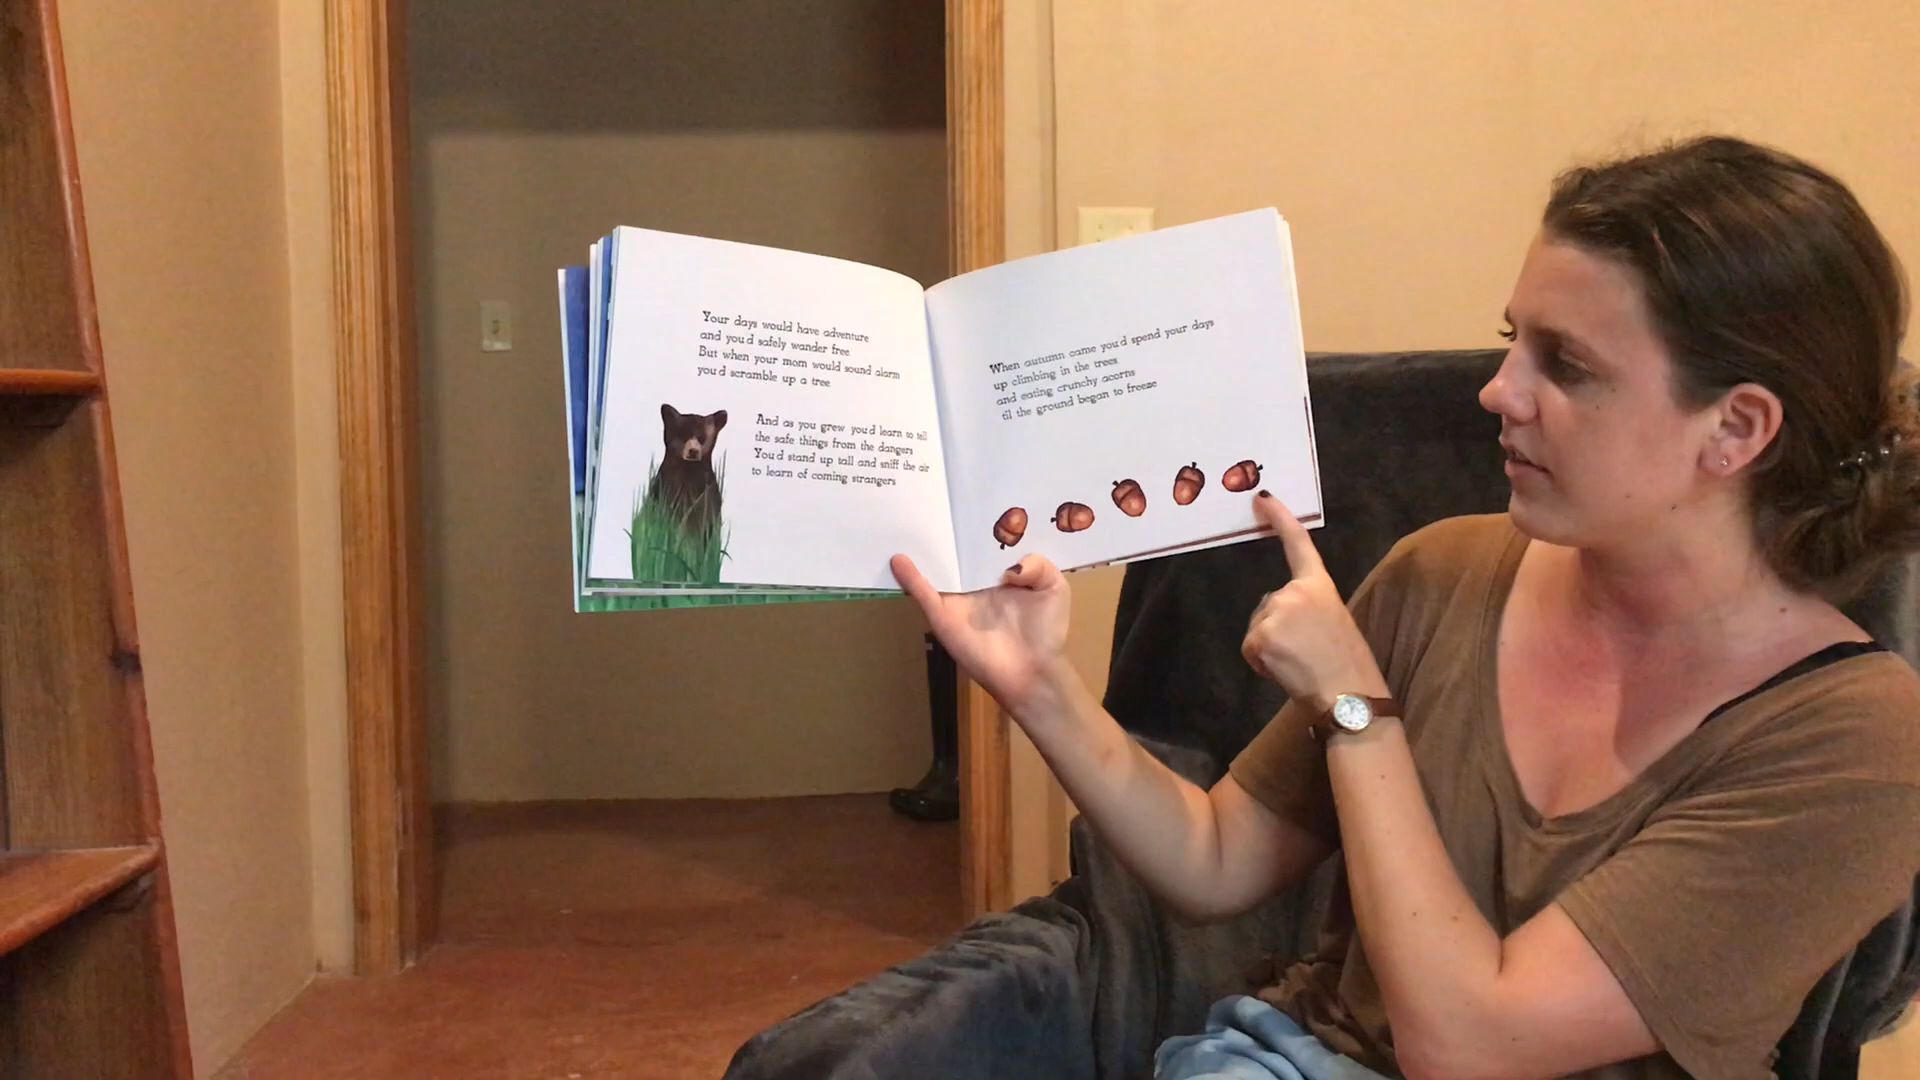 Your days would have adventure
and you'd safely wander free
But when your mom would sound alarm
you'd scramble up a tree
And as you grew you'd learn to tell
the safe things from the dangers
You'd stand up tall and sniff the air
to learn of coming strangers
When autumn came you'd spend your days
up climbing in the trees
and eating crunchy acorns
til the ground began to freeze